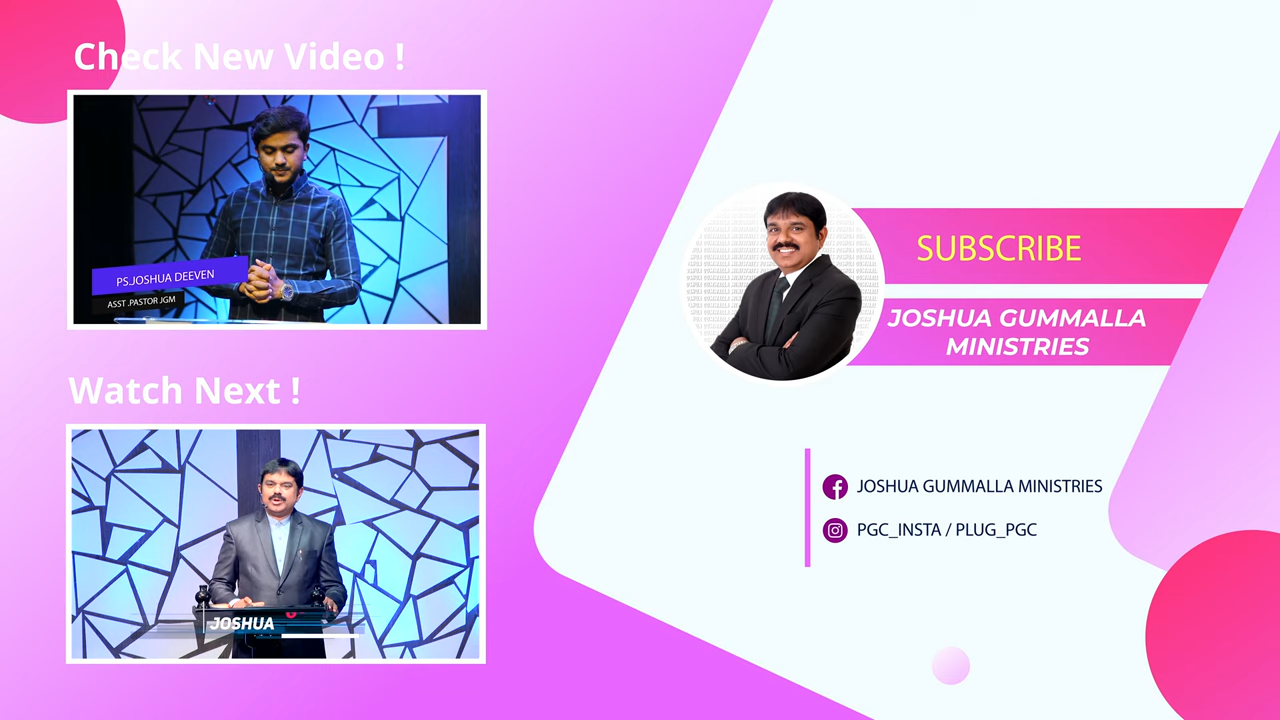 Check New Video !
PS.JOSHUA DEEVEN
ASST .PASTOR JGM
Watch Next !
JOSHUA
SUBSCRIBE
JOSHUA GUMMALLA
MINISTRIES
JOSHUA GUMMALLA MINISTRIES
PGC_INSTA / PLUG_PGC